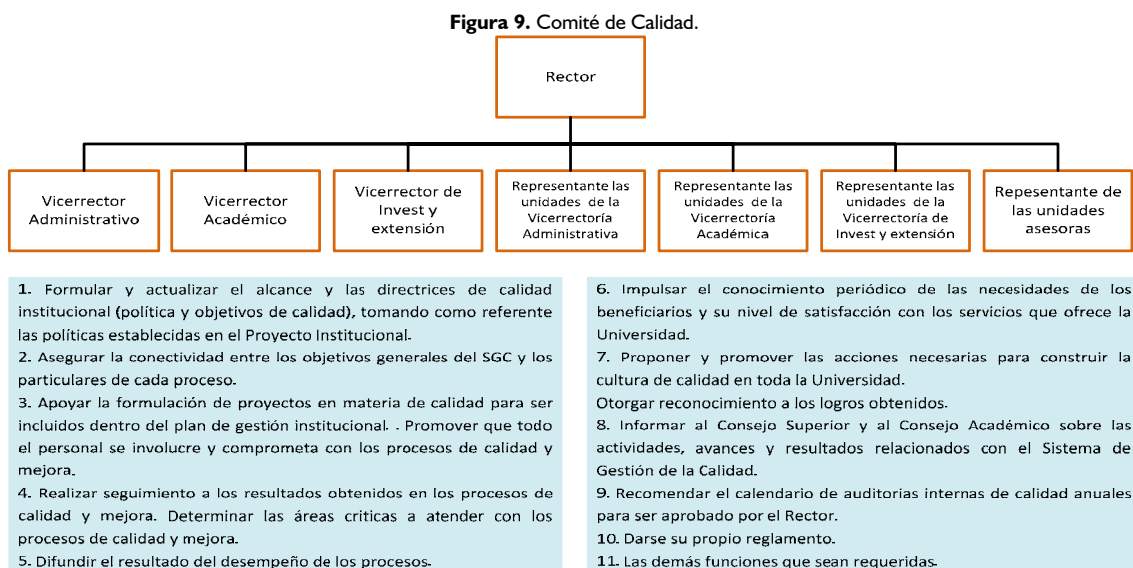 Figura 9. Comité de Calidad.
Rector
Vicerrector
Administrativo
Vicerrector
Académico
Vicerrector de
Invest y
extensión
Representante las
unidades de la
Vicerrectoría
Administrativa
Representante las
unidades de la
Vicerrectoría
Académica
Representante las
unidades de la
Vicerrectoría de
Invest y extensión
Repesentante de
las unidades
asesoras
1. Formular y actualizar el alcance y las directrices de calidad
institucional (política y objetivos de calidad), tomando como referente
las políticas establecidas en el Proyecto Institucional.
2. Asegurar la conectividad entre los objetivos generales del SGC y los
particulares de cada proceso.
3. Apoyar la formulación de proyectos en materia de calidad para ser
incluidos dentro del plan de gestión institucional. . Promover que todo
el personal se involucre y comprometa con los procesos de calidad y
mejora.
4. Realizar seguimiento a los resultados obtenidos en los procesos de
calidad y mejora. Determinar las áreas criticas a atender con los
procesos de calidad y mejora.
5. Difundir el resultado del desempeño de los procesos.
6. Impulsar el conocimiento periódico de las necesidades de los
beneficiarios y su nivel de satisfacción con los servicios que ofrece la
Universidad.
7. Proponer y promover las acciones necesarias para construir la
cultura de calidad en toda la Universidad.
Otorgar reconocimiento a los logros obtenidos.
8. Informar al Consejo Superior y al Consejo Académico sobre las
actividades, avances y resultados relacionados con el Sistema de
Gestión de la Calidad.
9. Recomendar el calendario de auditorías internas de calidad anuales
para ser aprobado por el Rector.
10. Darse su propio reglamento.
11. Las demás funciones que sean requeridas.